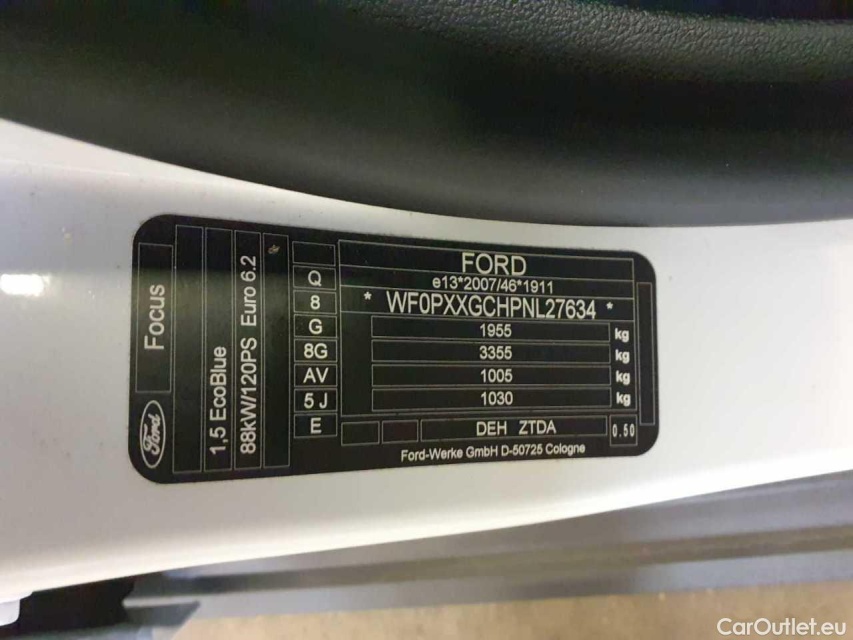 Focus
Ford
1,5 EcoBlue
88kW/120PS Euro 6.2
Q
8
G
8G
AV
5 J
E
FORD
e13*2007/46*1911
* WF0PXXGCHPNL27634 *
1955 kg
3355 kg
1005 kg
1030 kg
DEH ZTDA 0.50
Ford-Werke GmbH D-50725 Cologne
CarOutlet.eu